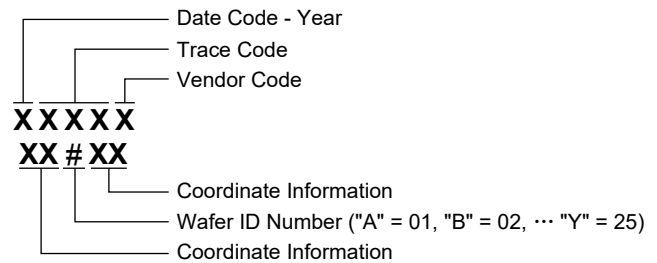 Date Code - Year
Trace Code
Vendor Code
X X X X X
XX # XX
Coordinate Information
Wafer ID Number ("A" = 01, "B" = 02, ··· "Y" = 25)
Coordinate Information